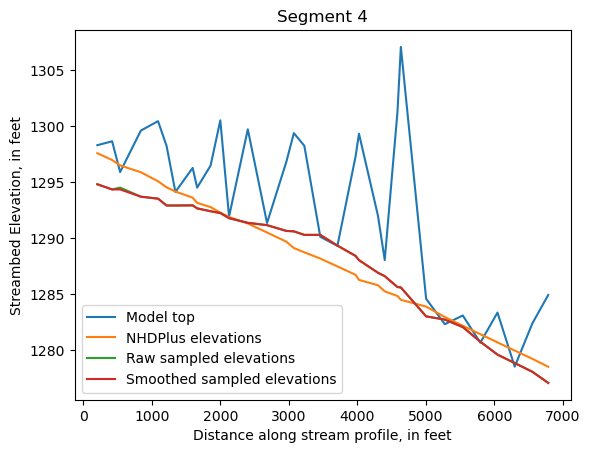 Segment 4
Streambed Elevation, in feet
1305
1300
1295
1290
1285
1280
Model top
NHDPlus elevations
Raw sampled elevations
Smoothed sampled elevations
0 1000 2000 3000 4000 5000 6000 7000
Distance along stream profile, in feet